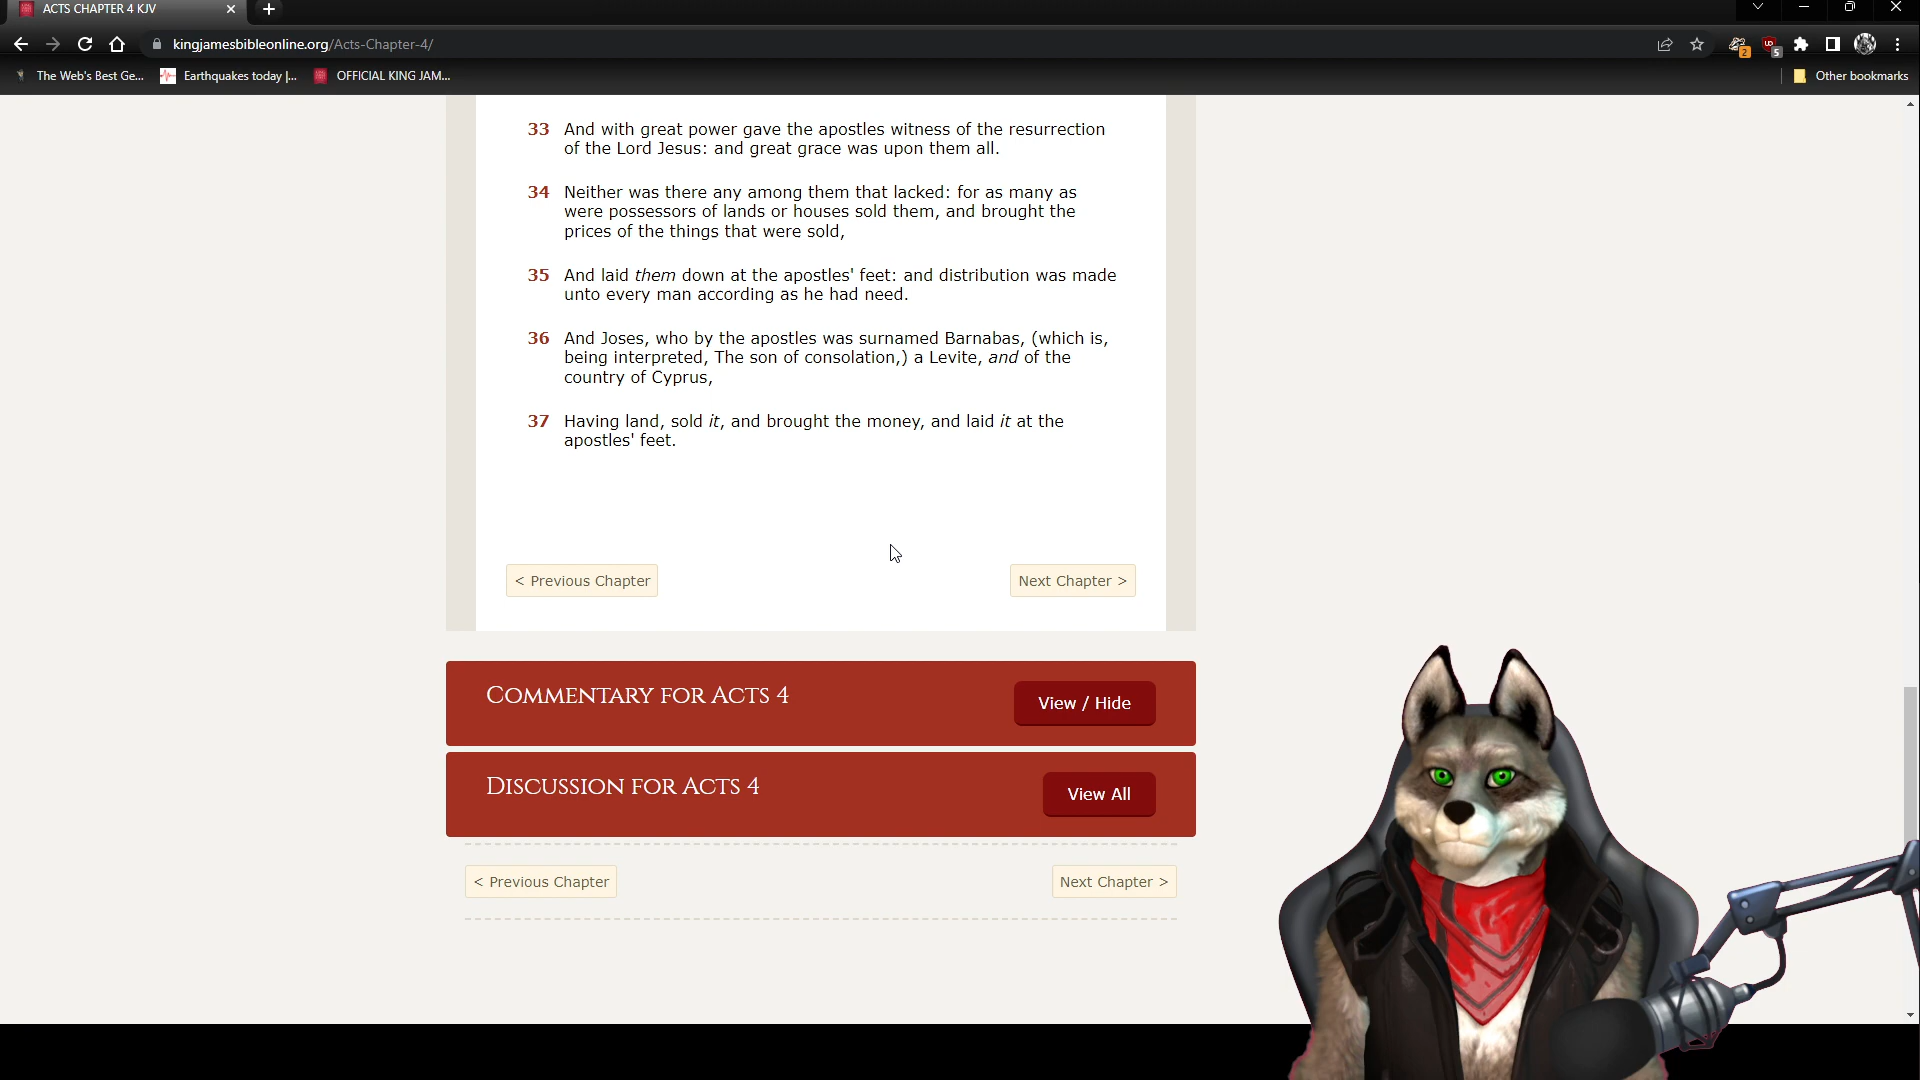 ACTS CHAPTER 4 KJV
kingjamesbibleonline.org/Acts-Chapter-4/
2
UD
5
The Web's Best Ge...
Earthquakes today |...
OFFICIAL KING JAM...
Other bookmarks
33 And with great power gave the apostles witness of the resurrection
of the Lord Jesus: and great grace was upon them all.
34 Neither was there any among them that lacked: for as many as
were possessors of lands or houses sold them, and brought the
prices of the things that were sold,
35 And laid them down at the apostles' feet: and distribution was made
unto every man according as he had need.
36 And Joses, who by the apostles was surnamed Barnabas, (which is,
being interpreted, The son of consolation,) a Levite, and of the
country of Cyprus,
37 Having land, sold it, and brought the money, and laid it at the
apostles' feet.
< Previous Chapter
Next Chapter >
Commentary for Acts 4
View / Hide
Discussion for Acts 4
View All
< Previous Chapter
Next Chapter >